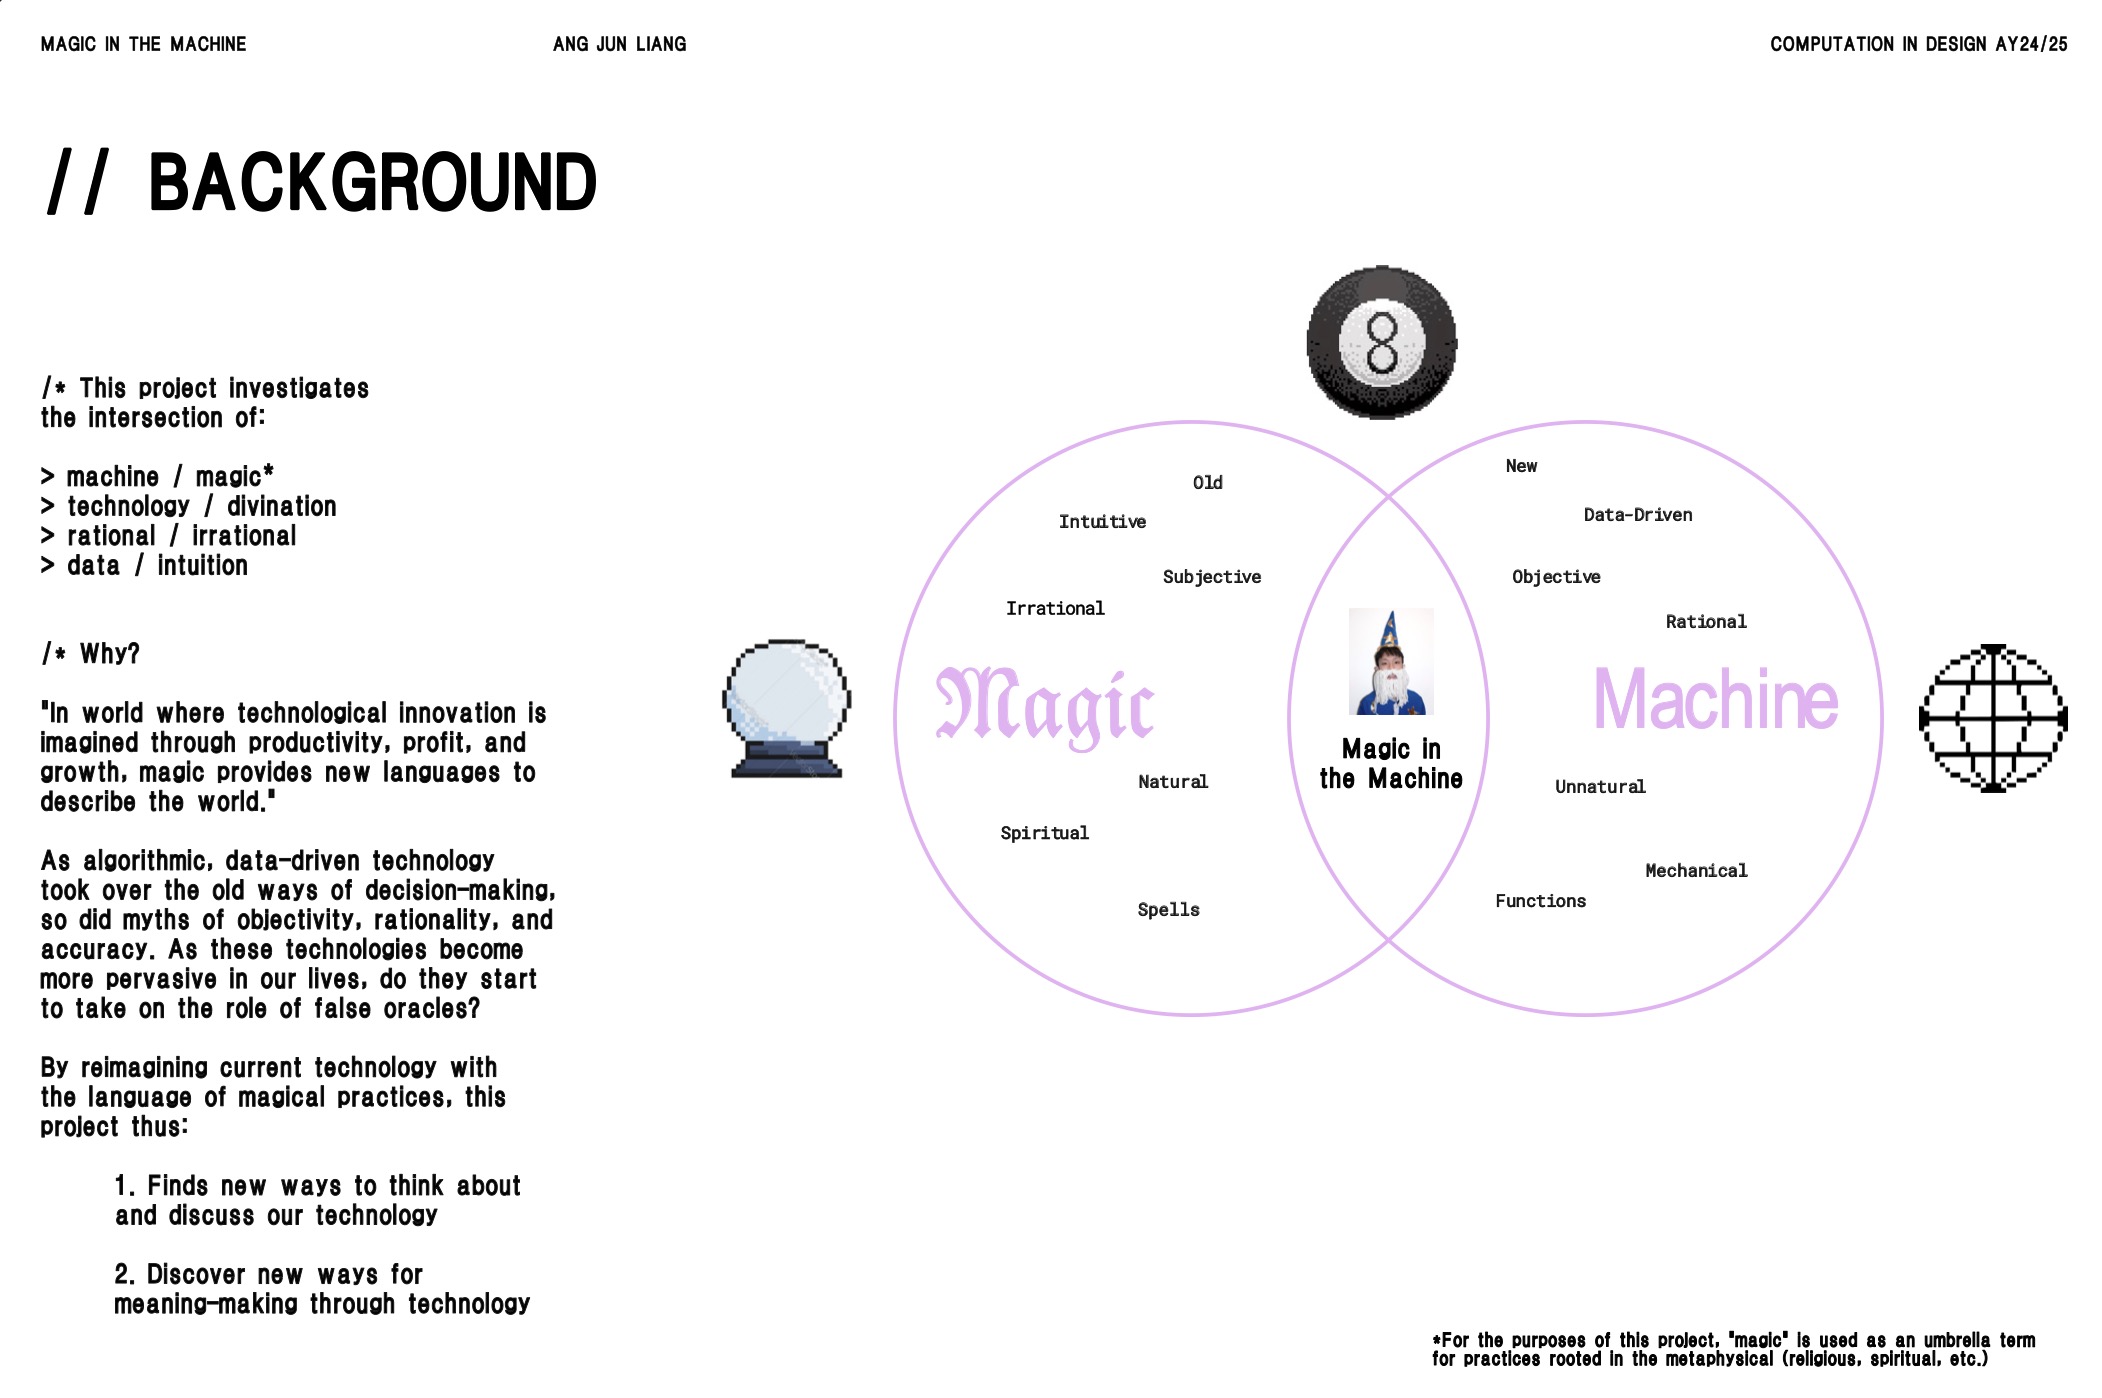 MAGIC IN THE MACHINE
ANG JUN LIANG
COMPUTATION IN DESIGN AY24/25
// BACKGROUND
/* This project investigates
the intersection of:
> machine / magic*
> technology / divination
> rational / irrational
> data / intuition
/* Why?
"In world where technological innovation is
imagined through productivity, profit, and
growth, magic provides new languages to
describe the world."
As algorithmic, data-driven technology
took over the old ways of decision-making,
so did myths of objectivity, rationality, and
accuracy. As these technologies become
more pervasive in our lives, do they start
to take on the role of false oracles?
By reimagining current technology with
the language of magical practices, this
project thus:
1. Finds new ways to think about
and discuss our technology
2. Discover new ways for
meaning-making through technology
8
Old
Intuitive
Subjective
Irrational
Magic
Natural
Spiritual
Spells
Magic in
the Machine
New
Data-Driven
Objective
Rational
Machine
Unnatural
Mechanical
Functions
*For the purposes of this project, "magic" is used as an umbrella term
for practices rooted in the metaphysical (religious, spiritual, etc.)